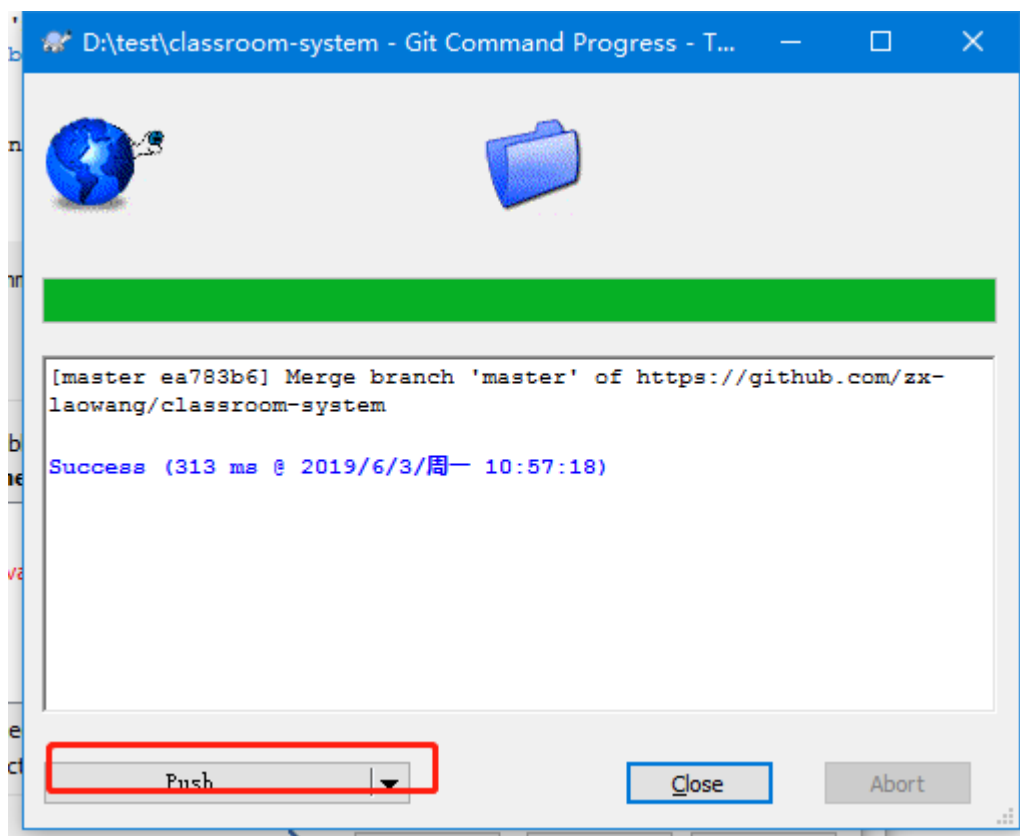 D:\test\classroom-system - Git Command Progress - T...
[master ea783b6] Merge branch 'master' of https://github.com/zx-
laowang/classroom-system
Success (313 ms @ 2019/6/3/周一 10:57:18)
Push
Close
Abort